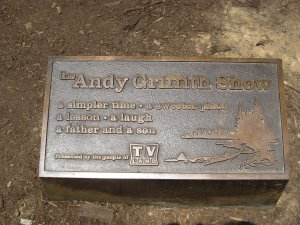 The Andy Griffith Show
a simpler time • a sweeter place
a lesson • a laugh
a father and a son
Presented by the people of TV
LAND